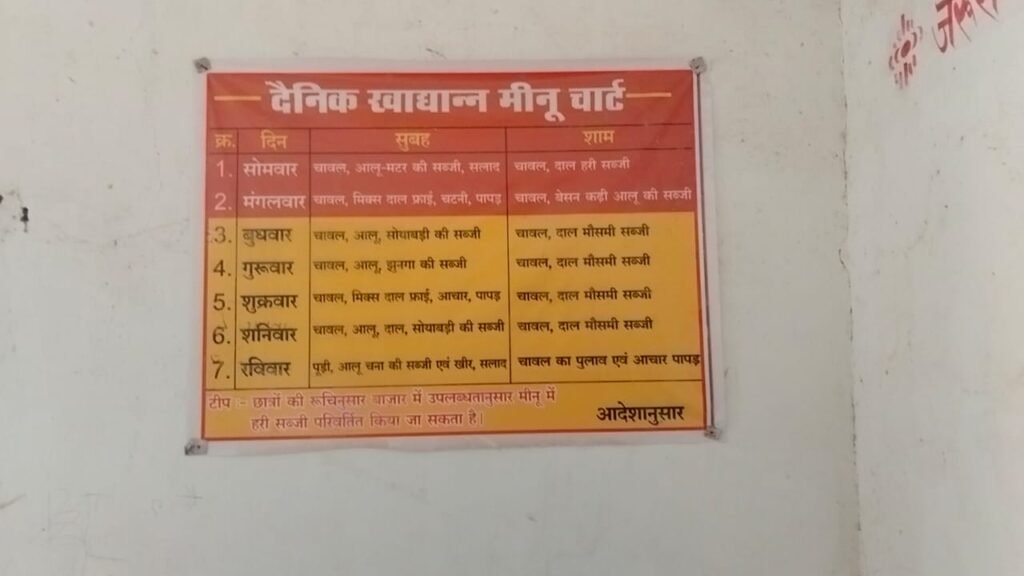 दैनिक खाद्यान्न मीनू चार्ट
क्र. दिन सुबह शाम
1. सोमवार चावल, आलू-मटर की सब्जी, सलाद चावल, दाल हरी सब्जी
2. मंगलवार चावल, मिक्स दाल फ्राई, चटनी, पापड़ चावल, बेसन कढ़ी आलू की सब्जी
3. बुधवार चावल, आलू, सोयाबड़ी की सब्जी चावल, दाल मौसमी सब्जी
4. गुरूवार चावल, आलू, झुनगा की सब्जी चावल, दाल मौसमी सब्जी
5. शुक्रवार चावल, मिक्स दाल फ्राई, आचार, पापड़ चावल, दाल मौसमी सब्जी
6. शनिवार चावल, आलू, दाल, सोयाबड़ी की सब्जी चावल, दाल मौसमी सब्जी
7. रविवार पूड़ी, आलू चना की सब्जी एवं खीर, सलाद चावल का पुलाव एवं आचार पापड़
टीप :- छात्रों की रूचिनुसार बाजार में उपलब्धतानुसार मीनू में
हरी सब्जी परिवर्तित किया जा सकता है।
आदेशानुसार